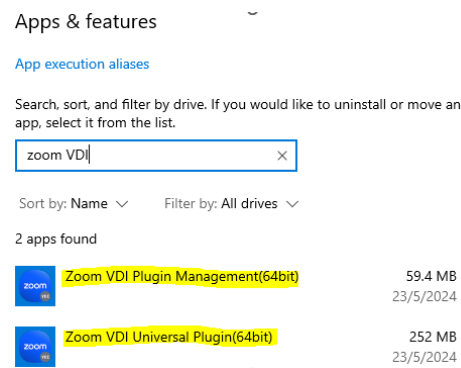 Apps & features
App execution aliases
Search, sort, and filter by drive. If you would like to uninstall or move an
app, select it from the list.
zoom VDI
Sort by: Name
Filter by: All drives
2 apps found
zoom
Zoom VDI Plugin Management(64bit)
59.4 MB
23/5/2024
zoom
Zoom VDI Universal Plugin(64bit)
252 MB
23/5/2024